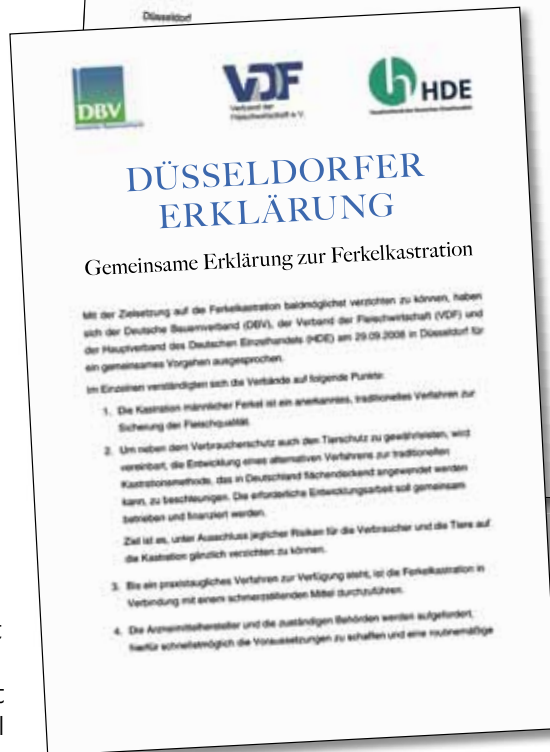 Düsseldorf
DBV
VDF
Verband der
Fleischwirtschaft e.V.
HDE
DÜSSELDORFER
ERKLÄRUNG
Gemeinsame Erklärung zur Ferkelkastration
Mit der Zielsetzung auf die Ferkelkastration baldmöglichst verzichten zu können, haben
sich der Deutsche Bauernverband (DBV), der Verband der Fleischwirtschaft (VDF) und
der Hauptverband des Deutschen Einzelhandels (HDE) am 29.09.2008 in Düsseldorf für
ein gemeinsames Vorgehen ausgesprochen.
Im Einzelnen verständigten sich die Verbände auf folgende Punkte:
1. Die Kastration männlicher Ferkel ist ein anerkanntes, traditionelles Verfahren zur
Sicherung der Fleischqualität.
2. Um neben dem Verbraucherschutz auch den Tierschutz zu gewährleisten, wird
vereinbart, die Entwicklung eines alternativen Verfahrens zur traditionellen
Kastrationsmethode, das in Deutschland flächendeckend angewendet werden
kann, zu beschleunigen. Die erforderliche Entwicklungsarbeit soll gemeinsam
betrieben und finanziert werden.
Ziel ist es, unter Ausschluss jeglicher Risiken für die Verbraucher und die Tiere auf
die Kastration gänzlich verzichten zu können.
3. Bis ein praxistaugliches Verfahren zur Verfügung steht, ist die Ferkelkastration in
Verbindung mit einem schmerzstillenden Mittel durchzuführen.
4. Die Arzneimittelhersteller und die zuständigen Behörden werden aufgefordert,
hierfür schnellstmöglich die Voraussetzungen zu schaffen und eine routinemäßige